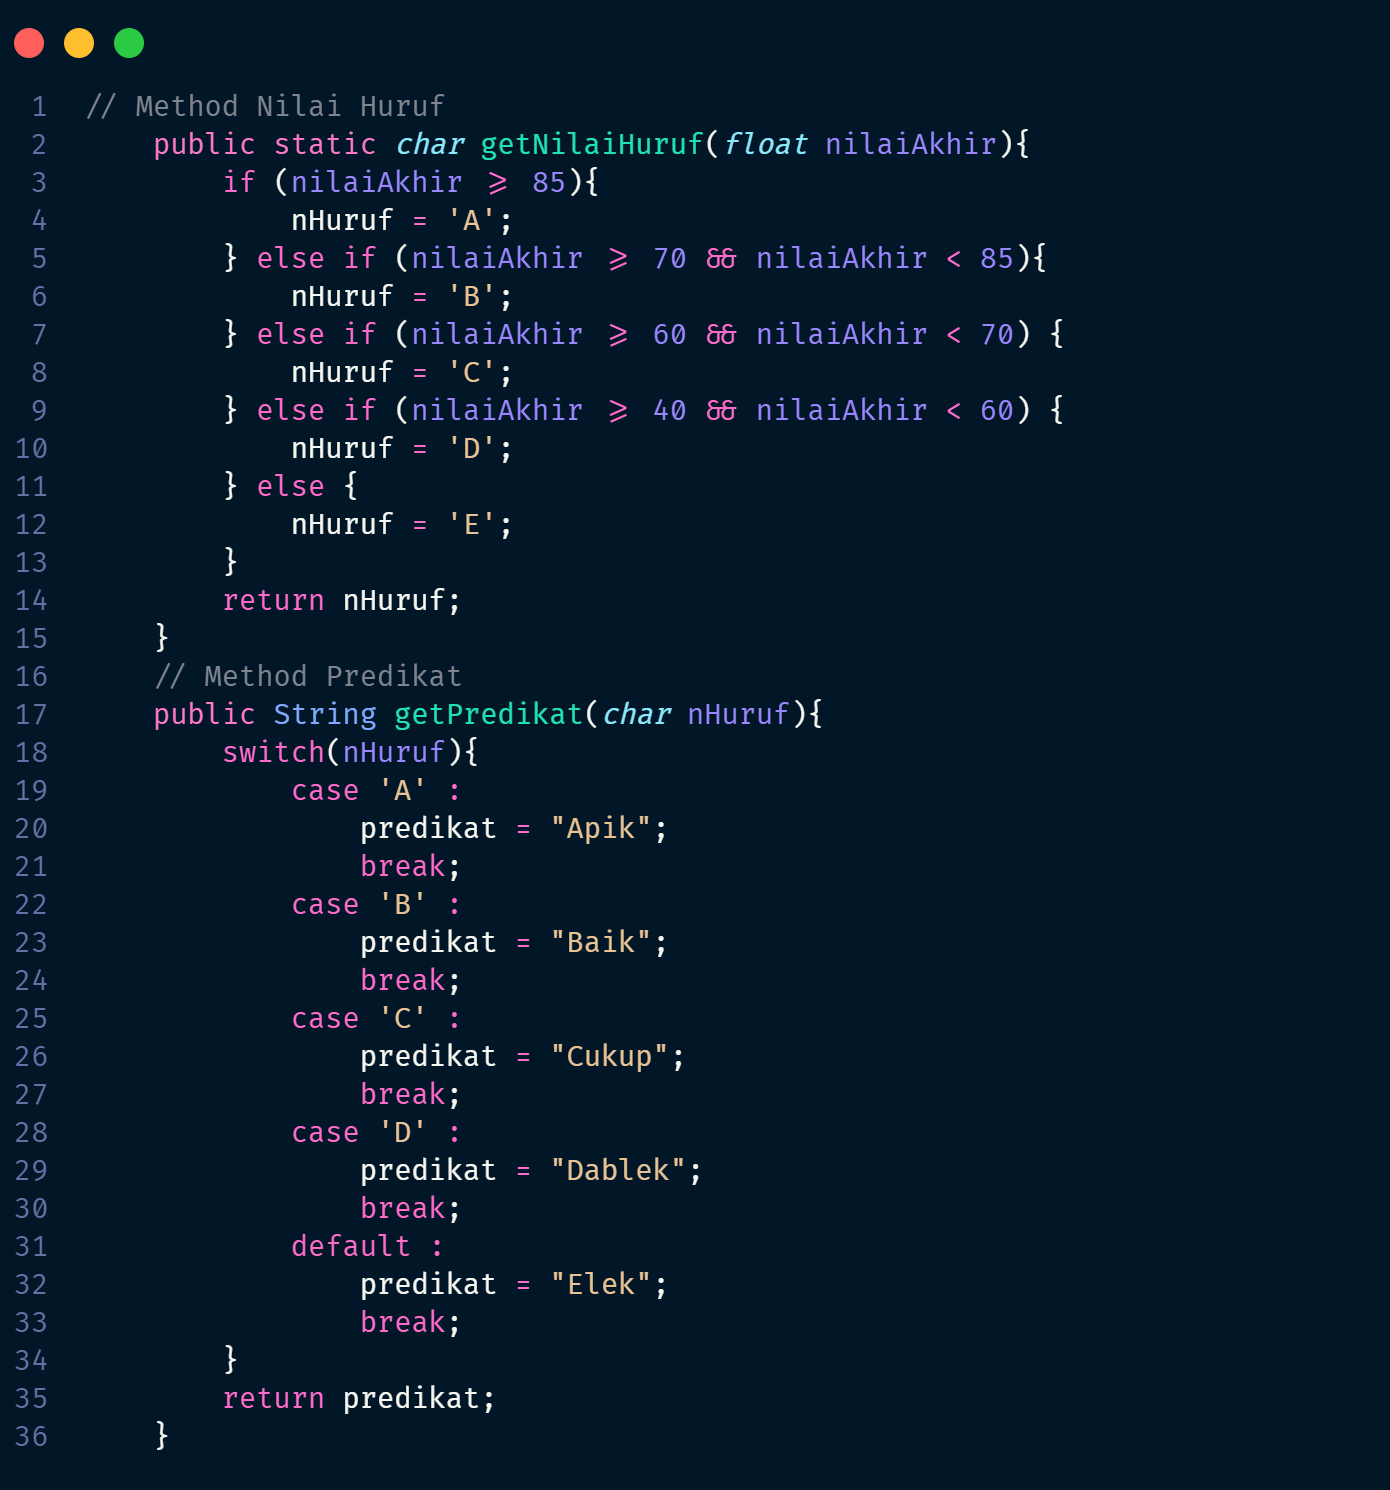 1 // Method Nilai Huruf
2     public static char getNilaiHuruf(float nilaiAkhir){
3         if (nilaiAkhir >= 85){
4             nHuruf = 'A';
5         } else if (nilaiAkhir >= 70 && nilaiAkhir < 85){
6             nHuruf = 'B';
7         } else if (nilaiAkhir >= 60 && nilaiAkhir < 70) {
8             nHuruf = 'C';
9         } else if (nilaiAkhir >= 40 && nilaiAkhir < 60) {
10             nHuruf = 'D';
11         } else {
12             nHuruf = 'E';
13         }
14         return nHuruf;
15     }
16     // Method Predikat
17     public String getPredikat(char nHuruf){
18         switch(nHuruf){
19             case 'A' :
20                 predikat = "Apik";
21                 break;
22             case 'B' :
23                 predikat = "Baik";
24                 break;
25             case 'C' :
26                 predikat = "Cukup";
27                 break;
28             case 'D' :
29                 predikat = "Dablek";
30                 break;
31             default :
32                 predikat = "Elek";
33                 break;
34         }
35         return predikat;
36     }